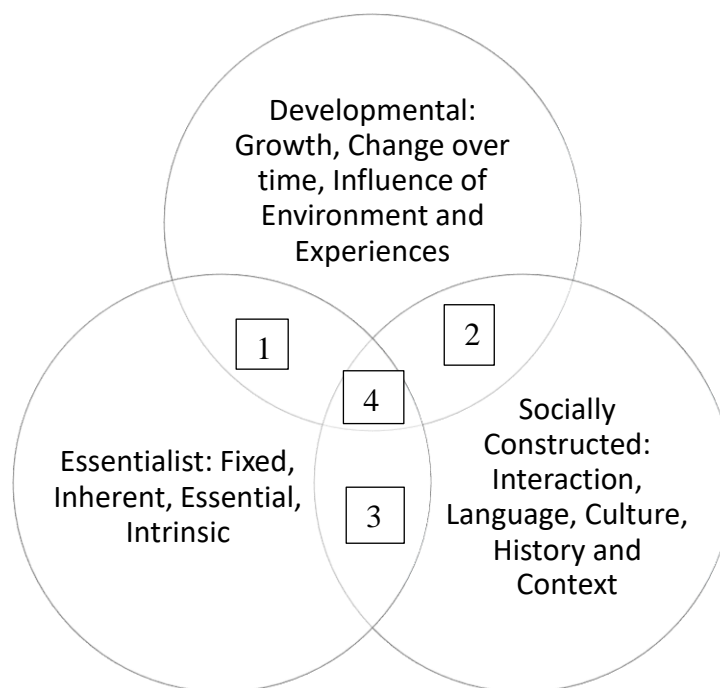 Developmental:
Growth, Change over
time, Influence of
Environment and
Experiences
1
2
4
Essentialist: Fixed,
Inherent, Essential,
Intrinsic
3
Socially
Constructed:
Interaction,
Language, Culture,
History and
Context